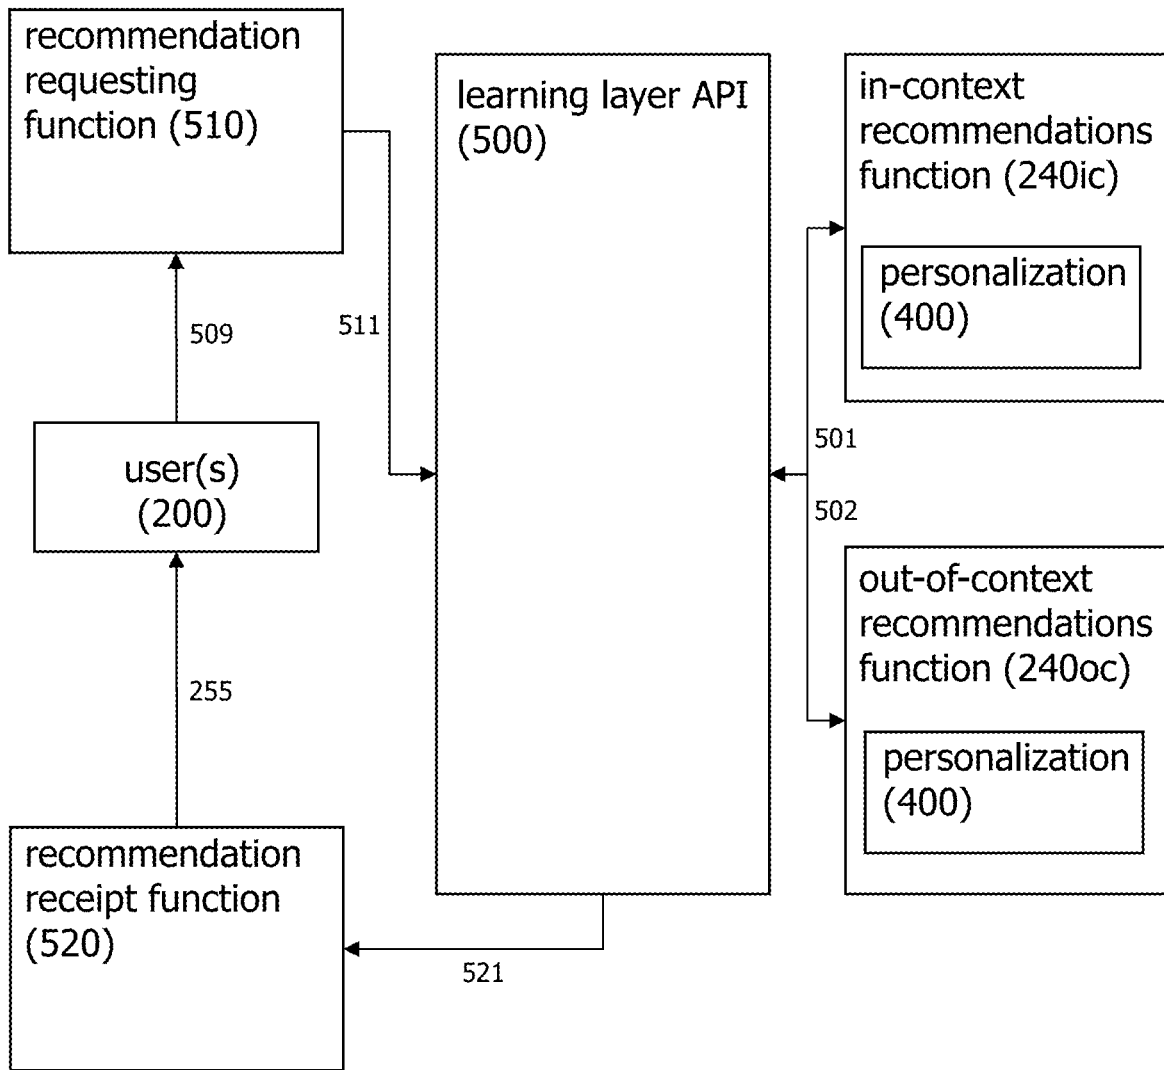 recommendation
requesting
function (510)
learning layer API
(500)
in-context
recommendations
function (240ic)
personalization
(400)
509
511
user(s)
(200)
501
502
out-of-context
recommendations
function (240oc)
personalization
(400)
255
recommendation
receipt function
(520)
521